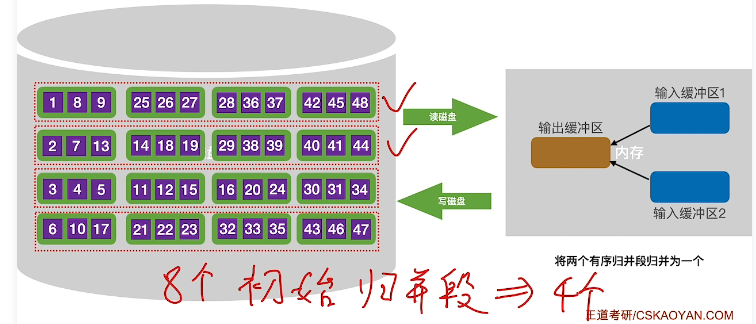 1 8 9 25 26 27 28 36 37 42 45 48
2 7 13 14 18 19 29 38 39 40 41 44
3 4 5 11 12 15 16 20 24 30 31 34
6 10 17 21 22 23 32 33 35 43 46 47
读磁盘
写磁盘
输入缓冲区1
输出缓冲区
内存
输入缓冲区2
将两个有序归并段归并为一个
8个初始归并段⇒4个
王道考研/CSKAOYAN.COM